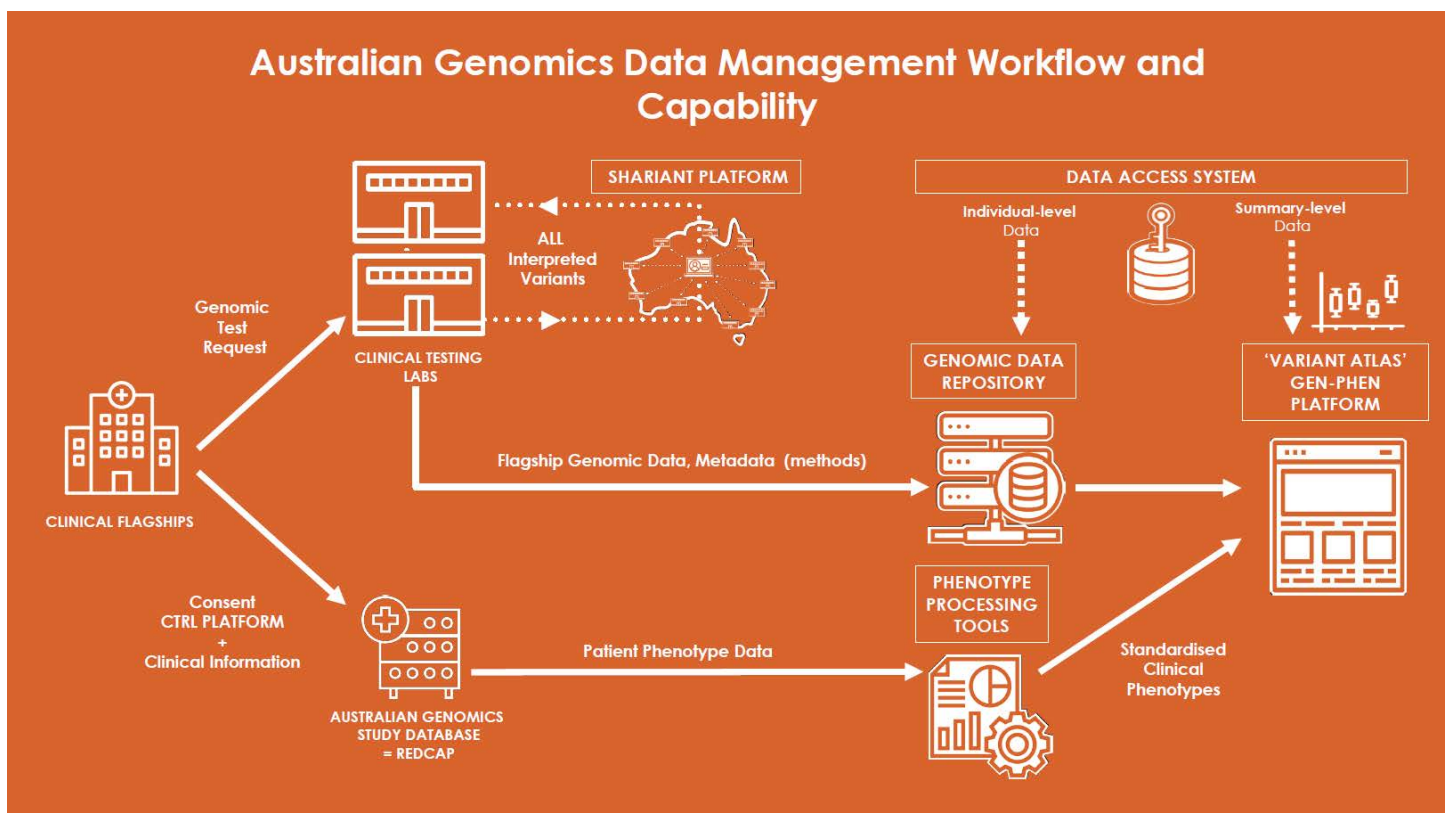 Australian Genomics Data Management Workflow and
Capability
SHARIANT PLATFORM
DATA ACCESS SYSTEM
ALL
Interpreted
Variants
Individual-level
Data
Summary-level
Data
Genomic
Test
Request
CLINICAL TESTING
LABS
GENOMIC DATA
REPOSITORY
‘VARIANT ATLAS’
GEN-PHEN
PLATFORM
CLINICAL FLAGSHIPS
Flagship Genomic Data, Metadata (methods)
Consent
CTRL PLATFORM
+
Clinical Information
PHENOTYPE
PROCESSING
TOOLS
Patient Phenotype Data
Standardised
Clinical
Phenotypes
AUSTRALIAN GENOMICS
STUDY DATABASE
= REDCAP